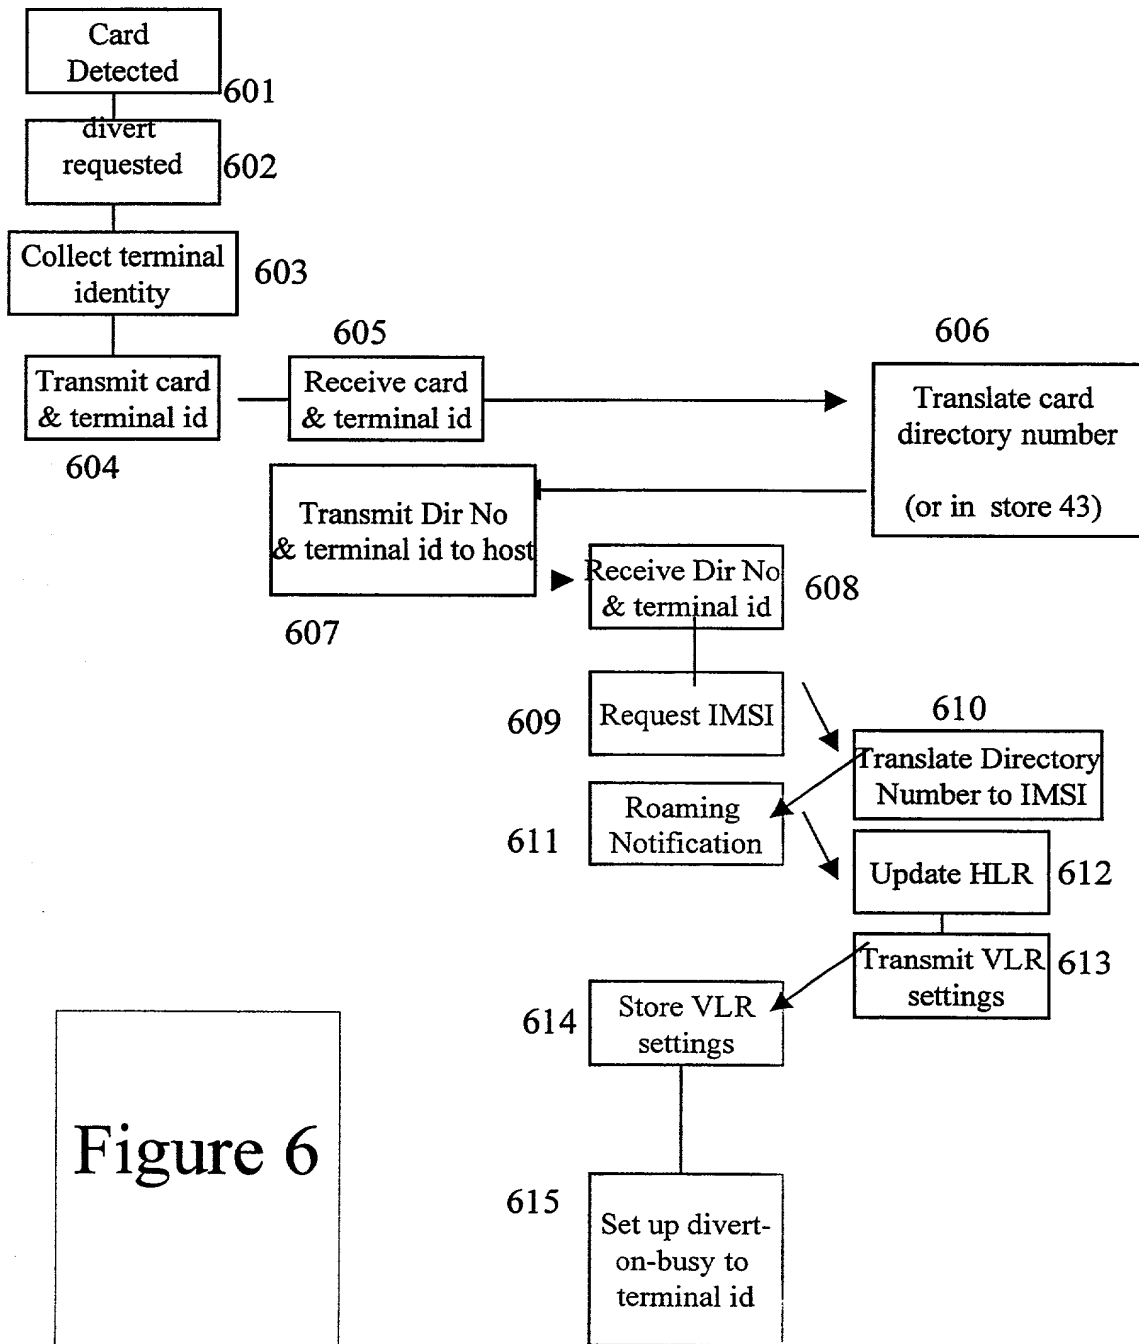 Card
Detected
601
divert
requested
602
Collect terminal
identity
603
Transmit card
& terminal id
604
605
Receive card
& terminal id
606
Translate card
directory number
(or in store 43)
Transmit Dir No
& terminal id to host
607
Receive Dir No
& terminal id
608
609
Request IMSI
610
Translate Directory
Number to IMSI
611
Roaming
Notification
Update HLR
612
Transmit VLR
settings
613
614
Store VLR
settings
615
Set up divert-
on-busy to
terminal id
Figure 6